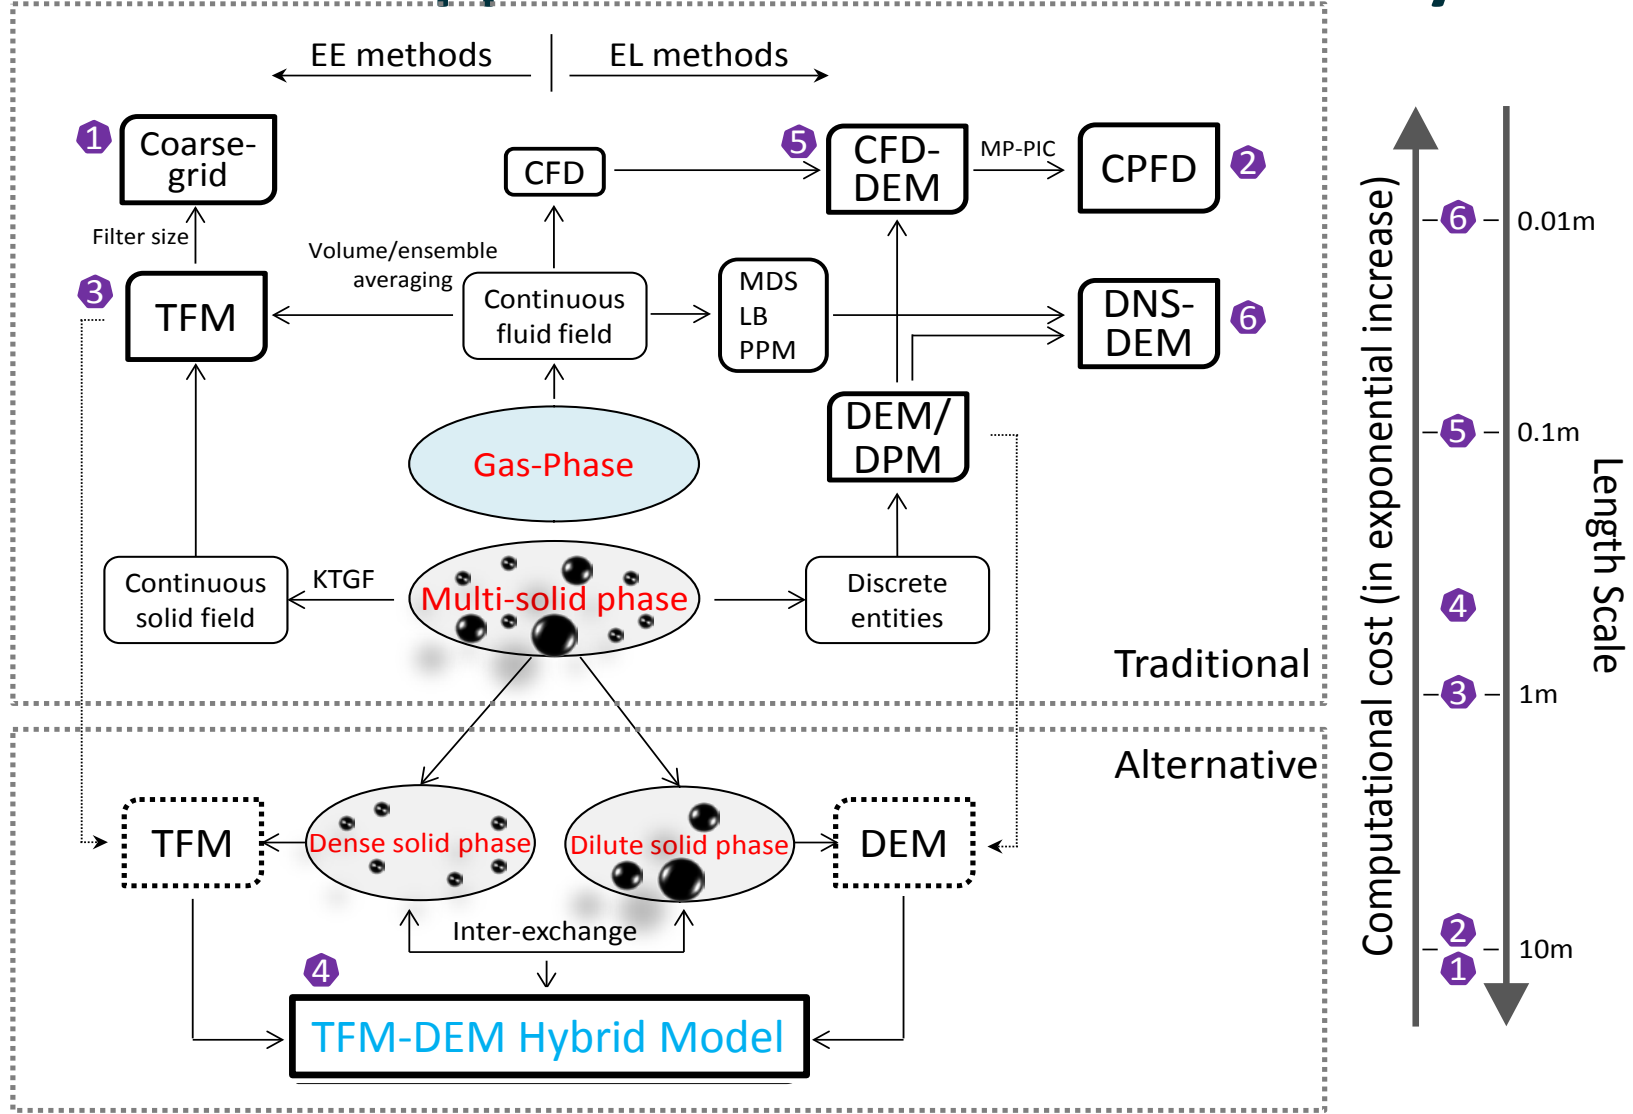 EE methods
EL methods
1
Coarse-
grid
CFD
5
CFD-
DEM
MP-PIC
CPFD
2
Filter size
Volume/ensemble
averaging
3
TFM
Continuous
fluid field
MDS
LB
PPM
DNS-
DEM
6
Gas-Phase
DEM/
DPM
Continuous
solid field
KTGF
Multi-solid phase
Discrete
entities
Traditional
Alternative
TFM
Dense solid phase
Dilute solid phase
DEM
Inter-exchange
4
TFM-DEM Hybrid Model
Computational cost (in exponential increase)
6
0.01m
5
0.1m
4
3
1m
2
10m
1
Length Scale